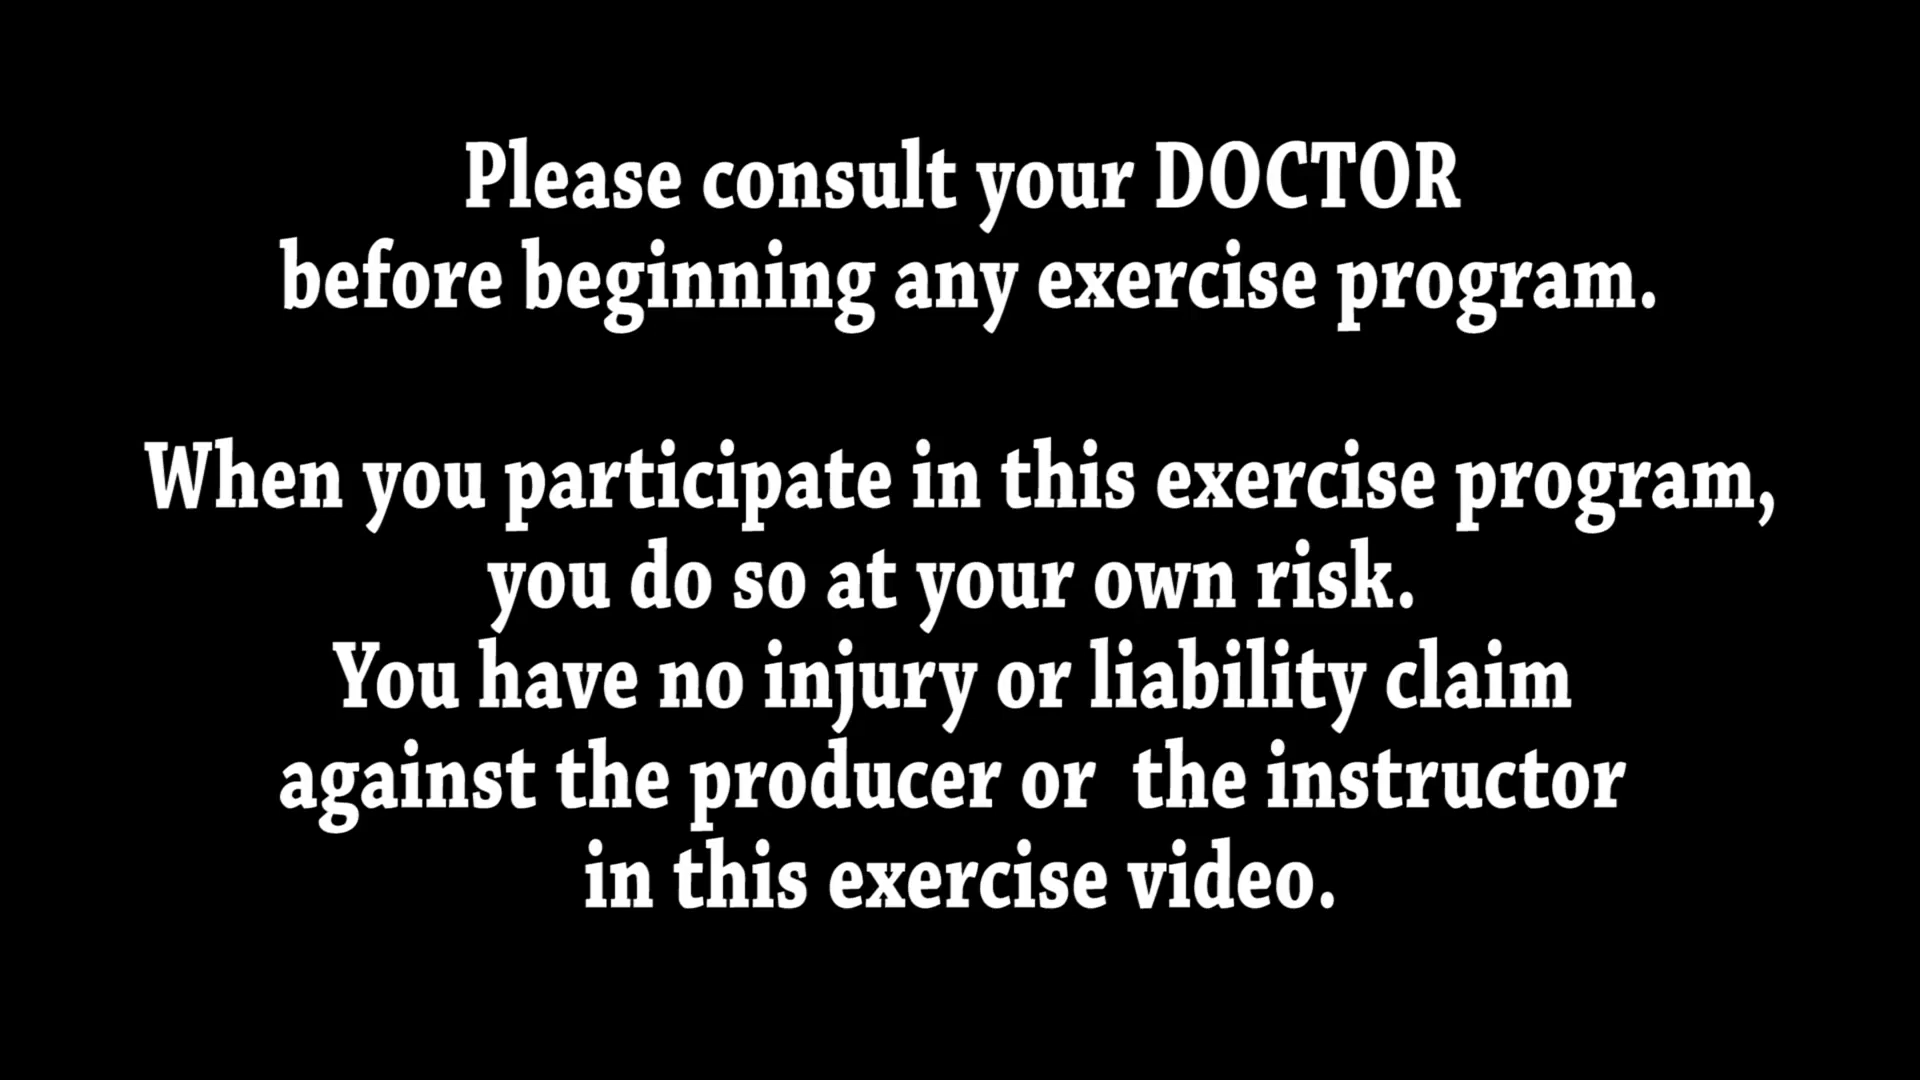 Please consult your DOCTOR
before beginning any exercise program.
When you participate in this exercise program,
you do so at your own risk.
You have no injury or liability claim
against the producer or  the instructor
in this exercise video.